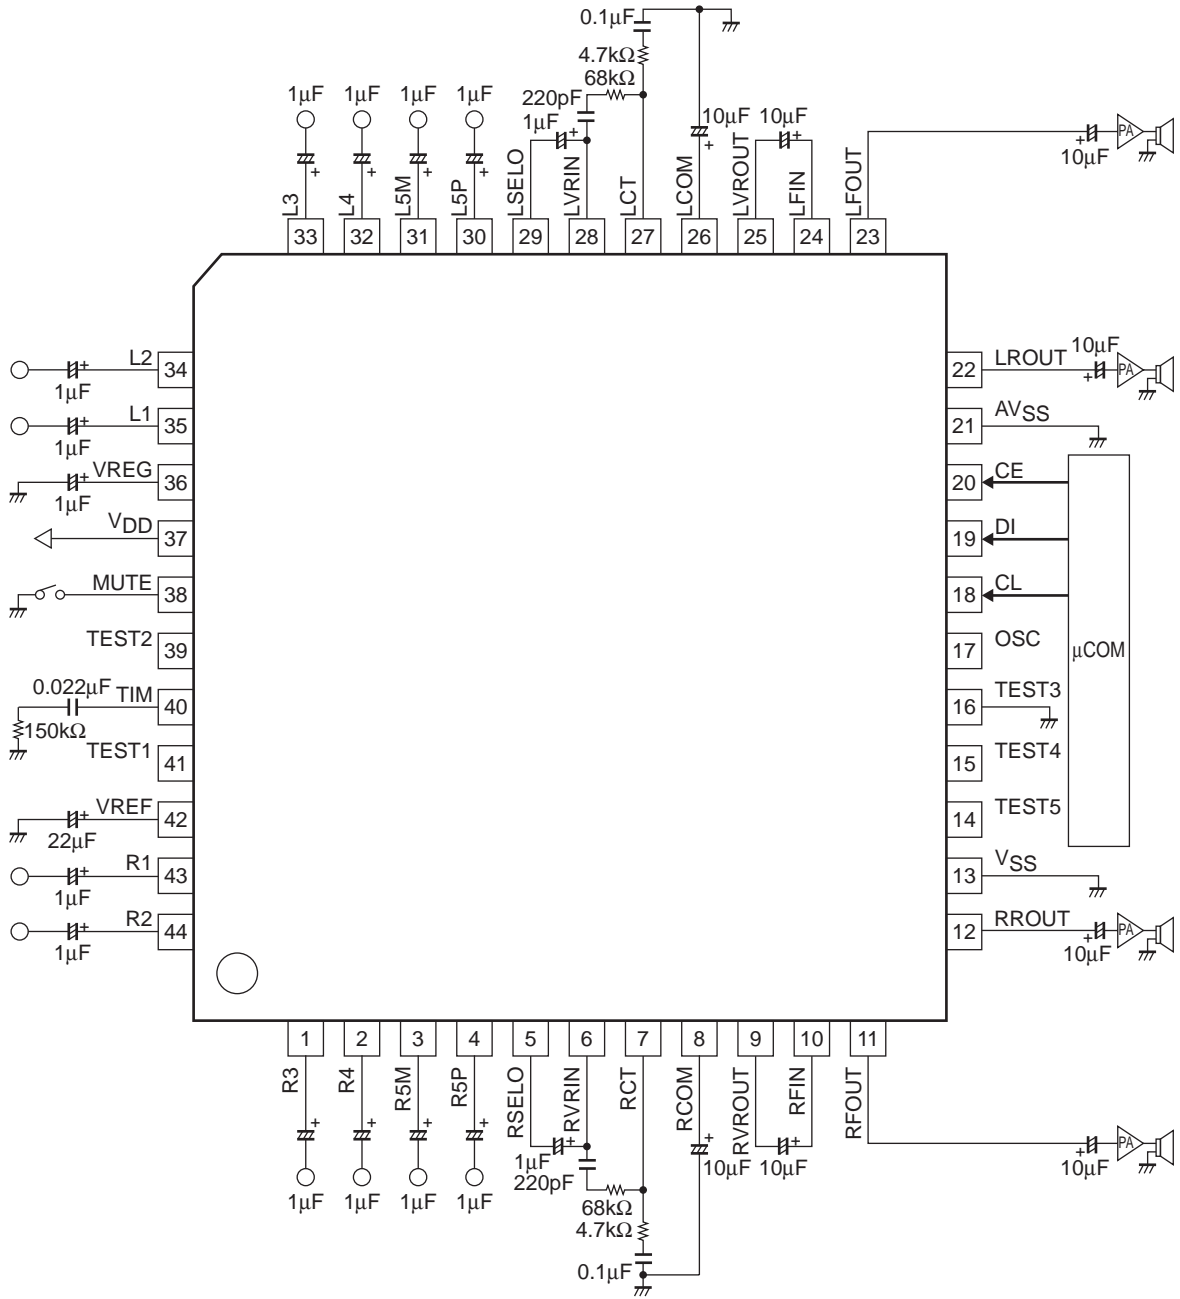 0.1µF
4.7kΩ
68kΩ
1µF 1µF 1µF 1µF
220pF
1µF
10µF 10µF
PA
10µF
L3 L4 L5M L5P LSELO LVRIN LCT LCOM LVROUT LFIN LFOUT
33 32 31 30 29 28 27 26 25 24 23
L2 34
1µF
L1 35
1µF
VREG 36
1µF
VDD 37
MUTE 38
TEST2 39
0.022µF
TIM 40
150kΩ
TEST1 41
VREF 42
22µF
R1 43
1µF
R2 44
1µF
10µF
22 LROUT PA
21 AVSS
20 CE
19 DI
18 CL
17 OSC
µCOM
16 TEST3
15 TEST4
14 TEST5
13 VSS
12 RROUT PA
10µF
1 2 3 4 5 6 7 8 9 10 11
R3 R4 R5M R5P RSELO RVRIN RCT RCOM RVROUT RFIN RFOUT
1µF
220pF
10µF 10µF
PA
10µF
1µF 1µF 1µF 1µF
68kΩ
4.7kΩ
0.1µF